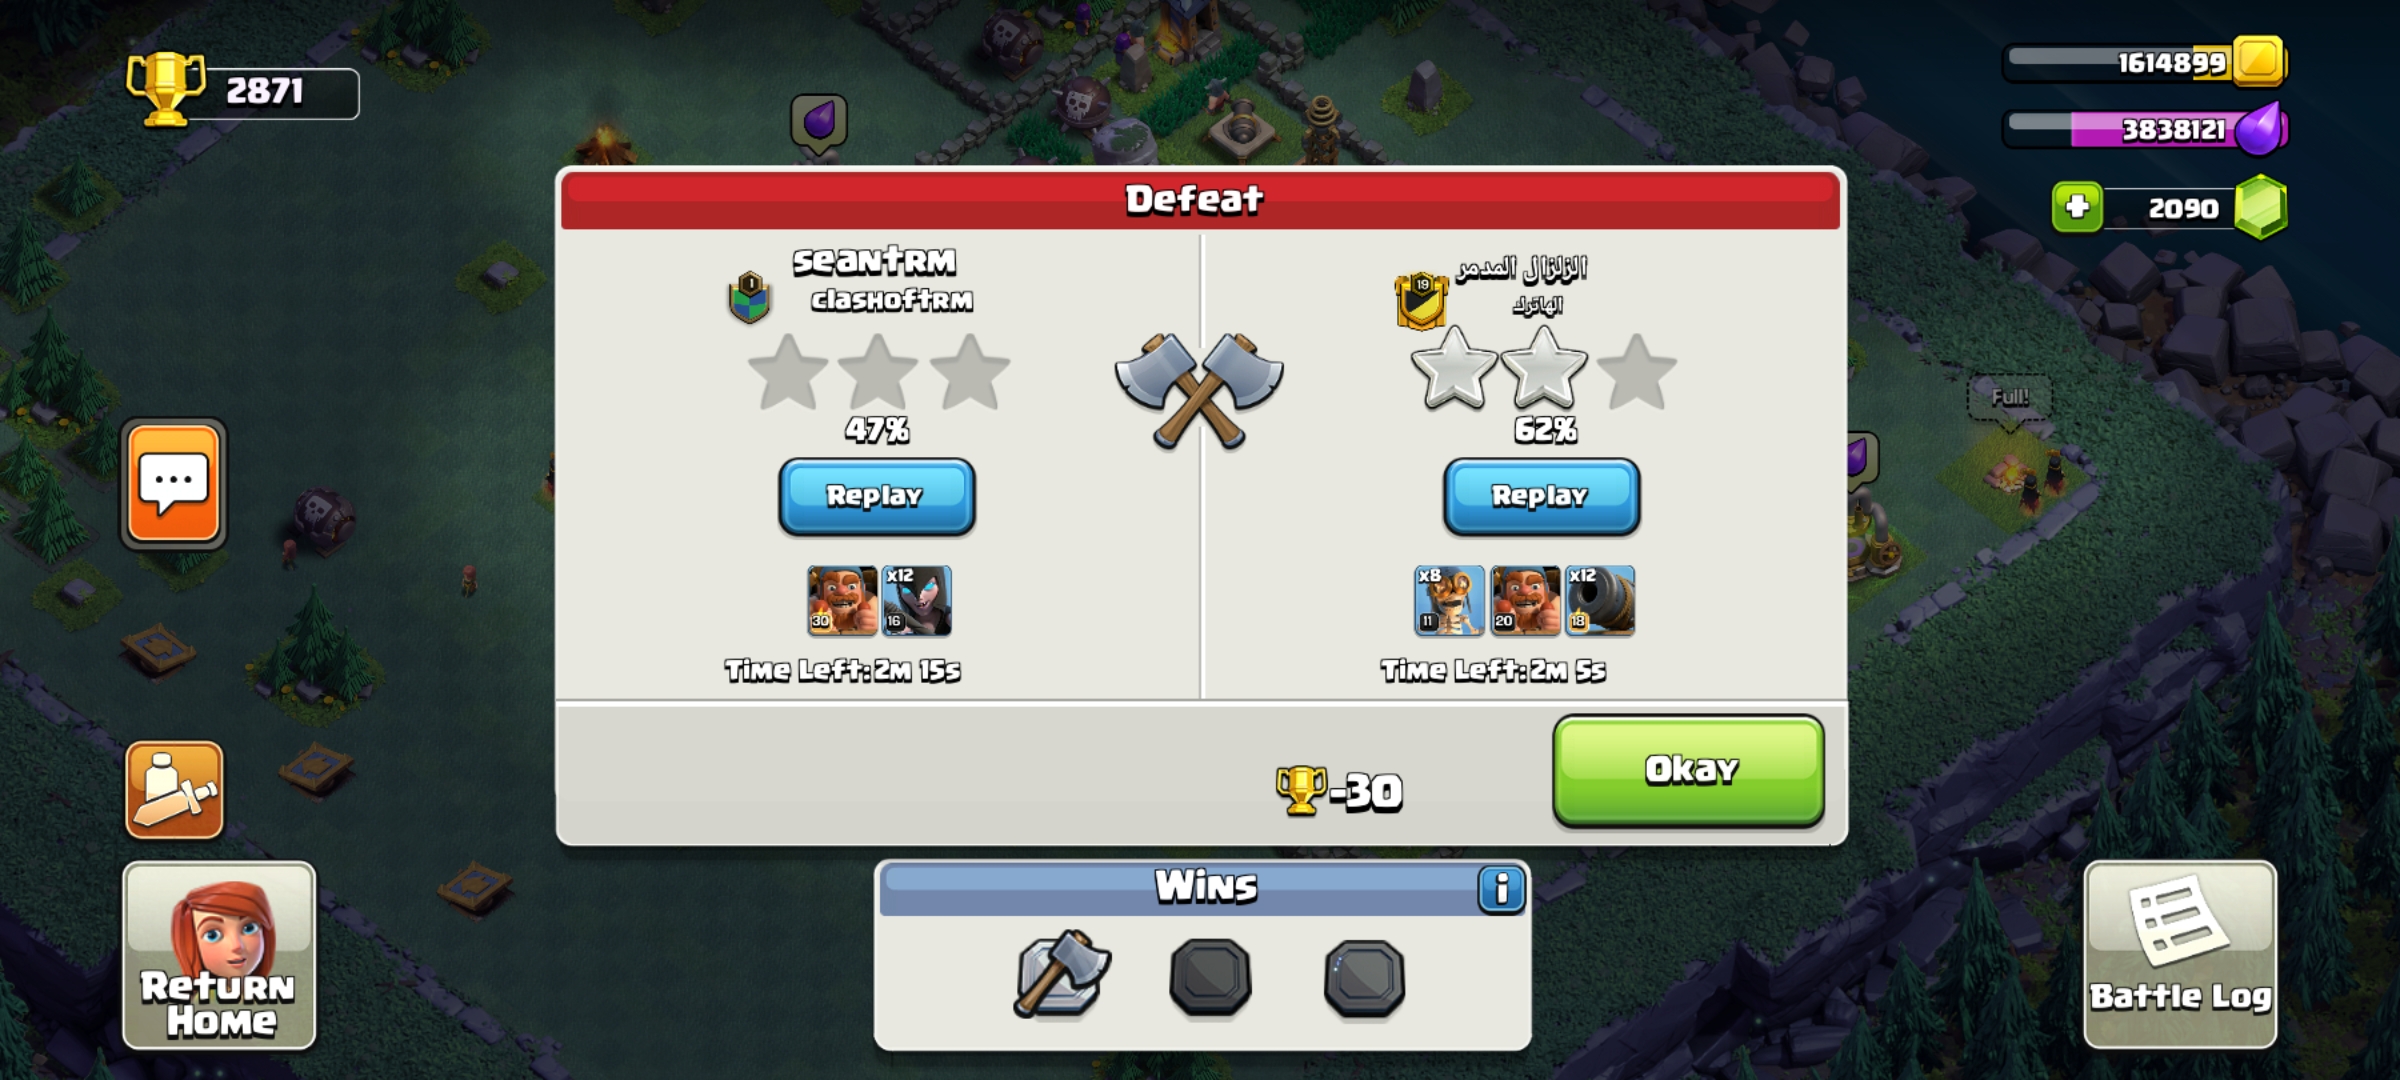 2871
1614899
3838121
2090
Defeat
1
seantrm
clashoftrm
47%
Replay
30
x12
16
Time Left: 2m 15s
19
الزلزال المدمر
الهاترك
62%
Replay
x8
11
20
x12
18
Time Left: 2m 5s
Full!
-30
Okay
Wins
i
Return
Home
Battle Log